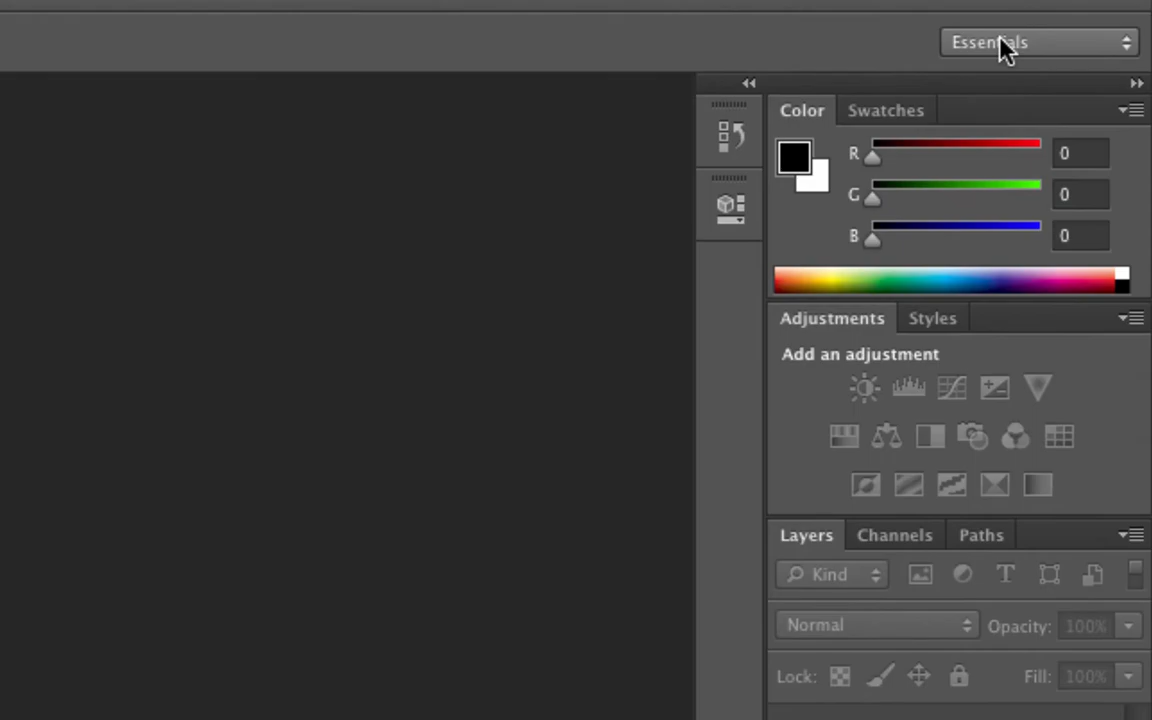 Essentials
Color Swatches
R 0
G 0
B 0
Adjustments Styles
Add an adjustment
Layers Channels Paths
Kind
Normal Opacity: 100%
Lock: Fill: 100%